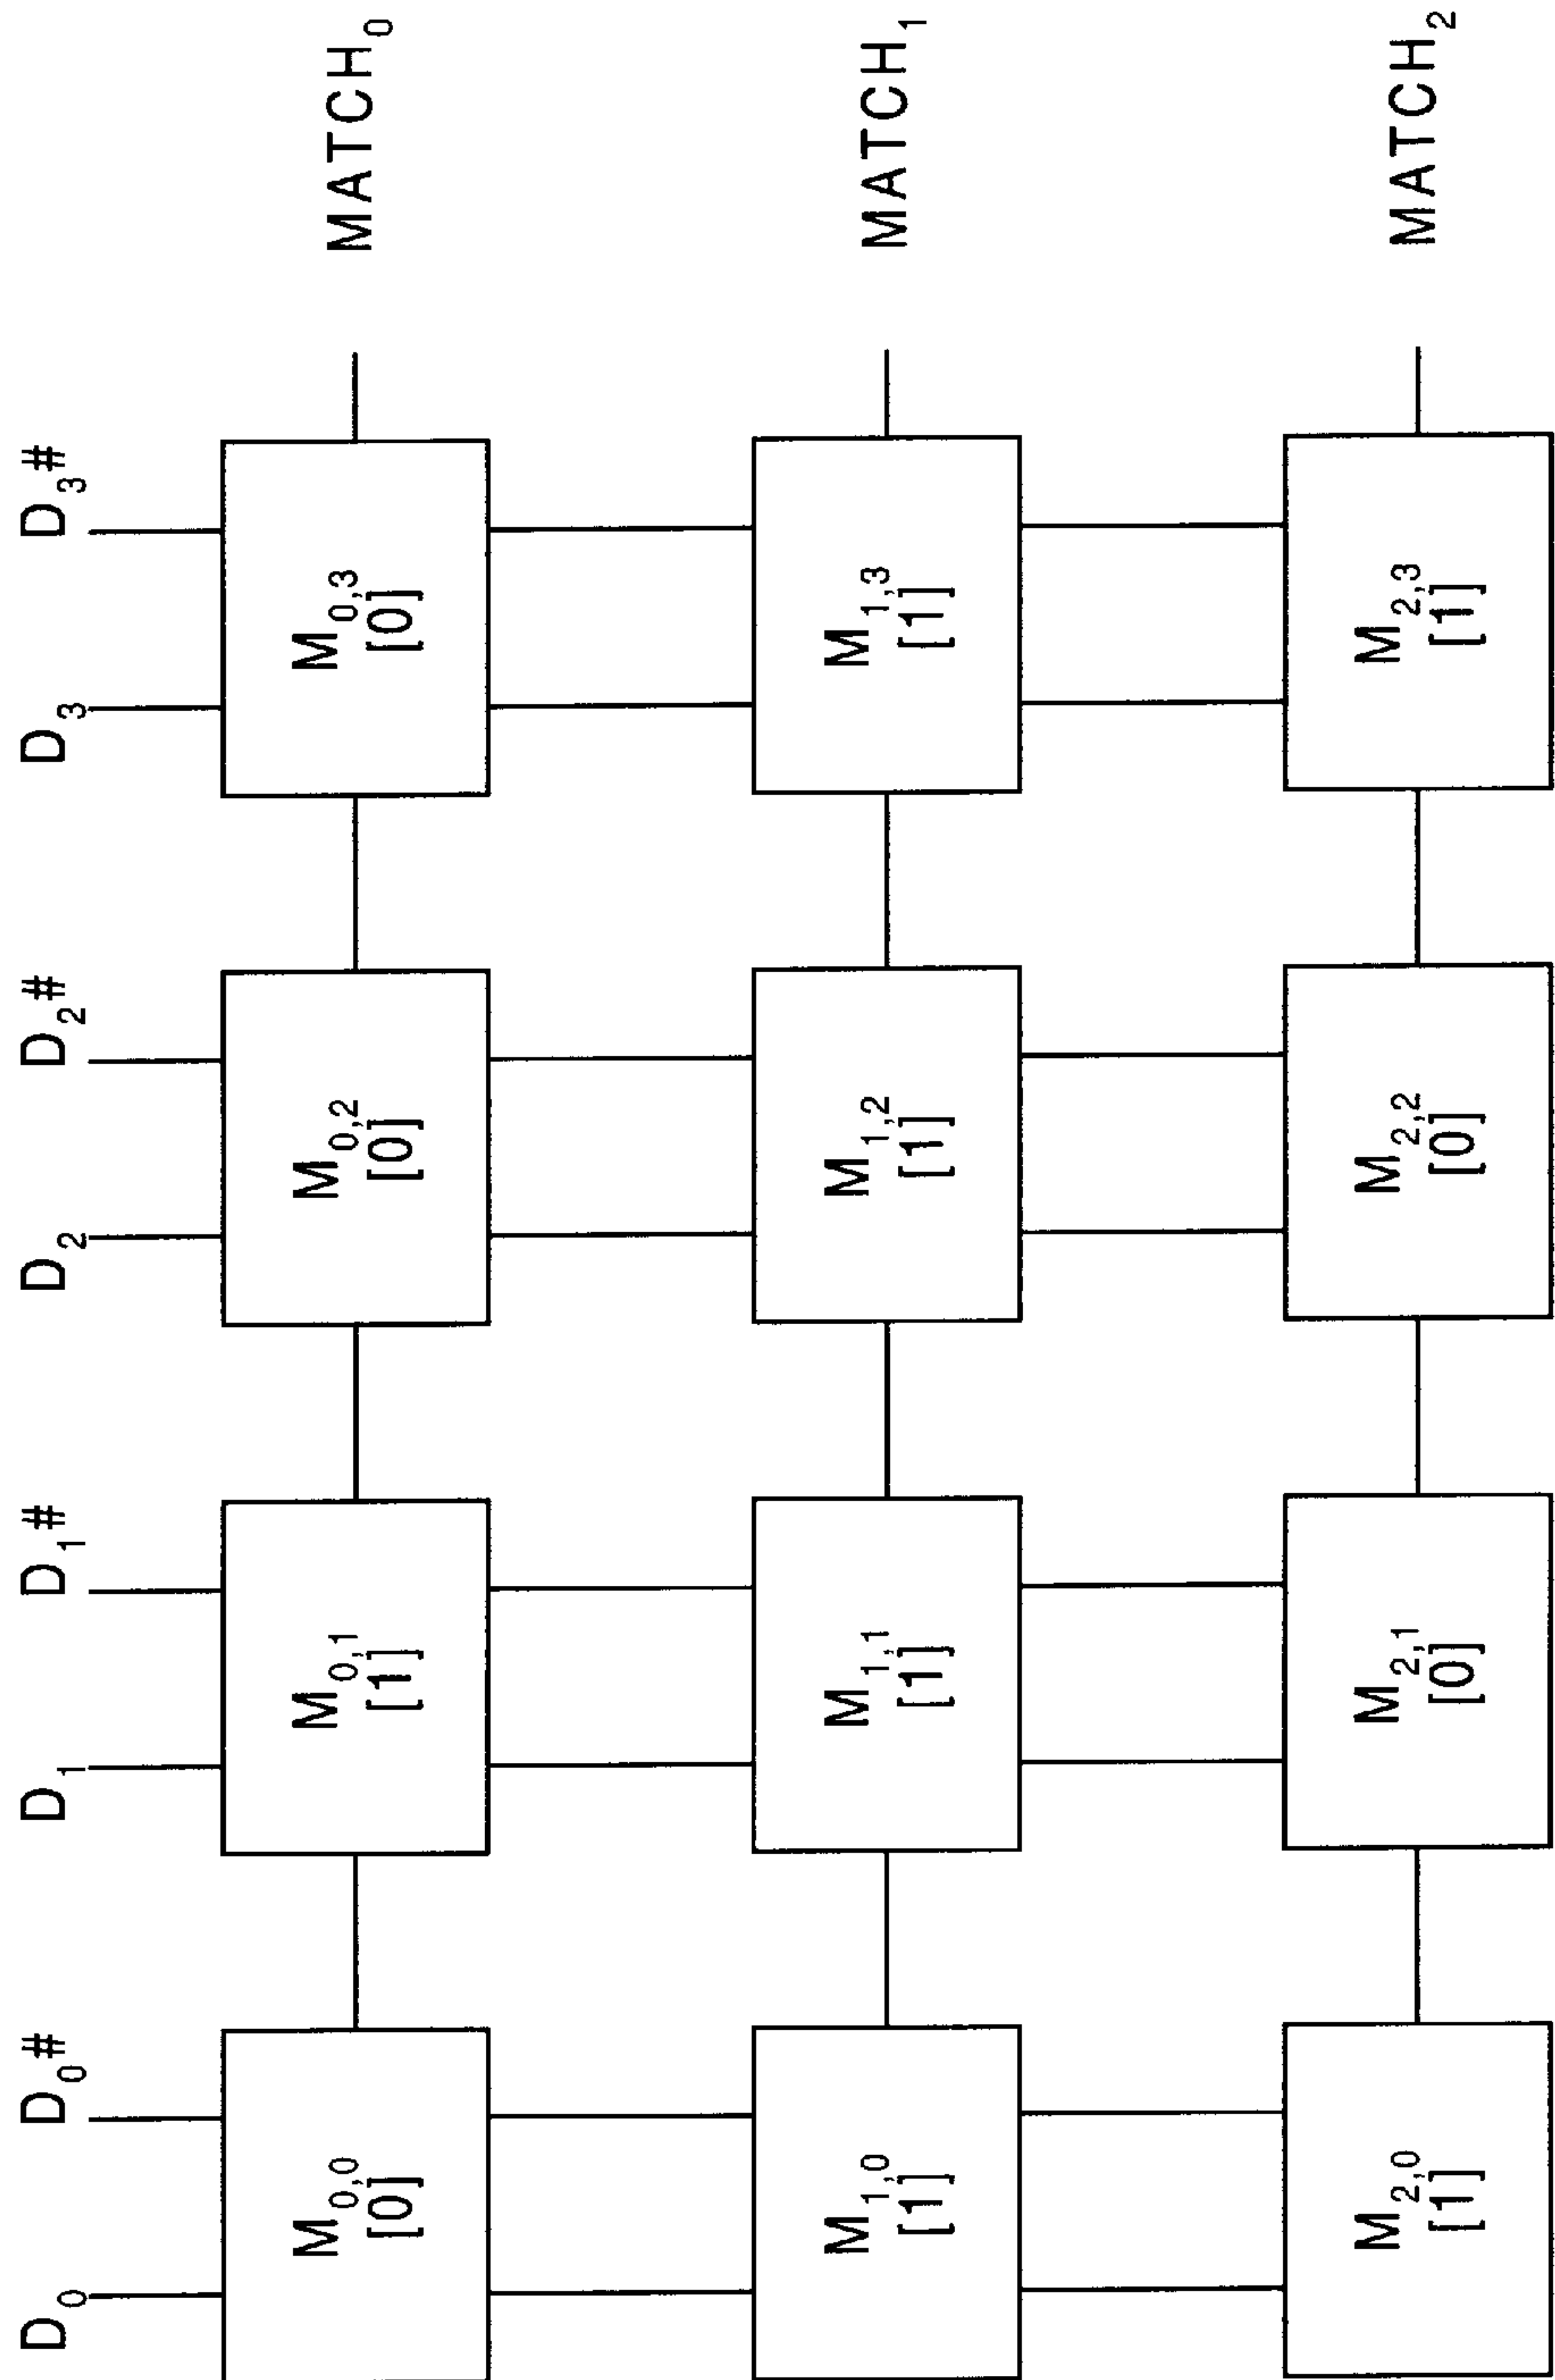 D0 D0# D1 D1# D2 D2# D3 D3#
M0,0 M0,1 M0,2 M0,3 MATCH0
[0] [1] [0] [0]
M1,0 M1,1 M1,2 M1,3 MATCH1
[1] [1] [1] [1]
M2,0 M2,1 M2,2 M2,3 MATCH2
[1] [0] [0] [1]